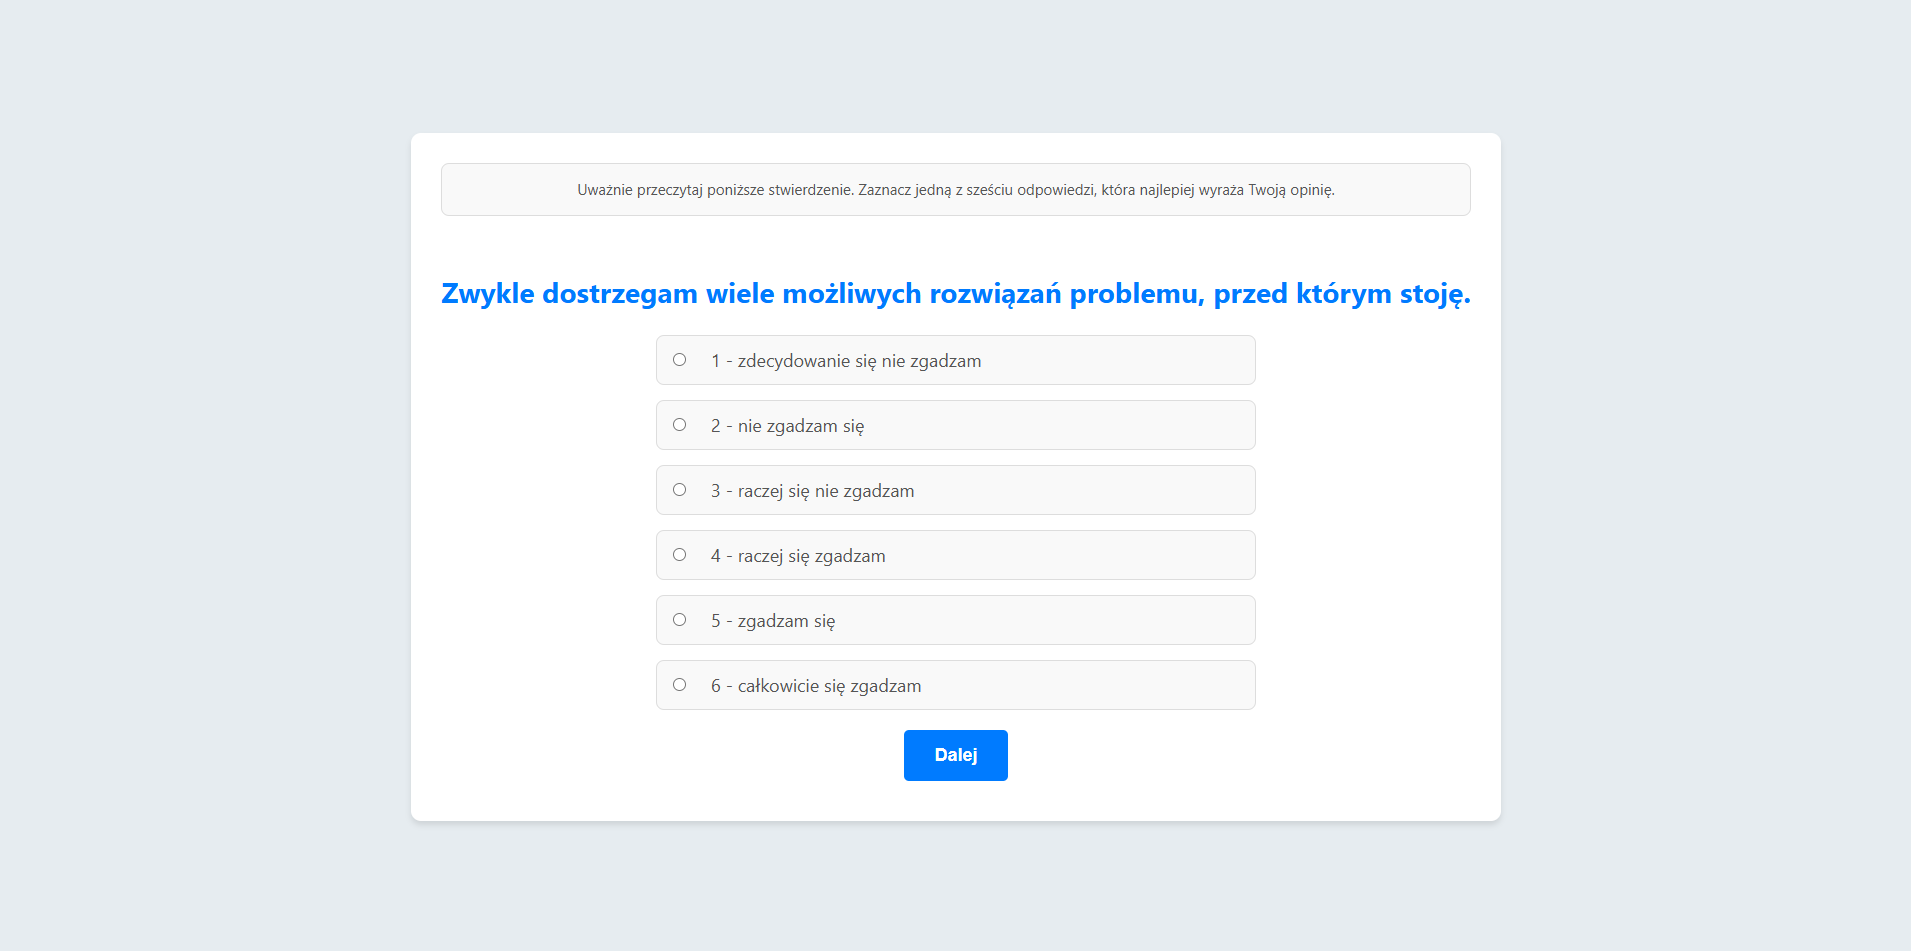 Uważnie przeczytaj poniższe stwierdzenie. Zaznacz jedną z sześciu odpowiedzi, która najlepiej wyraża Twoją opinię.
Zwykle dostrzegam wiele możliwych rozwiązań problemu, przed którym stoję.
1 - zdecydowanie się nie zgadzam
2 - nie zgadzam się
3 - raczej się nie zgadzam
4 - raczej się zgadzam
5 - zgadzam się
6 - całkowicie się zgadzam
Dalej